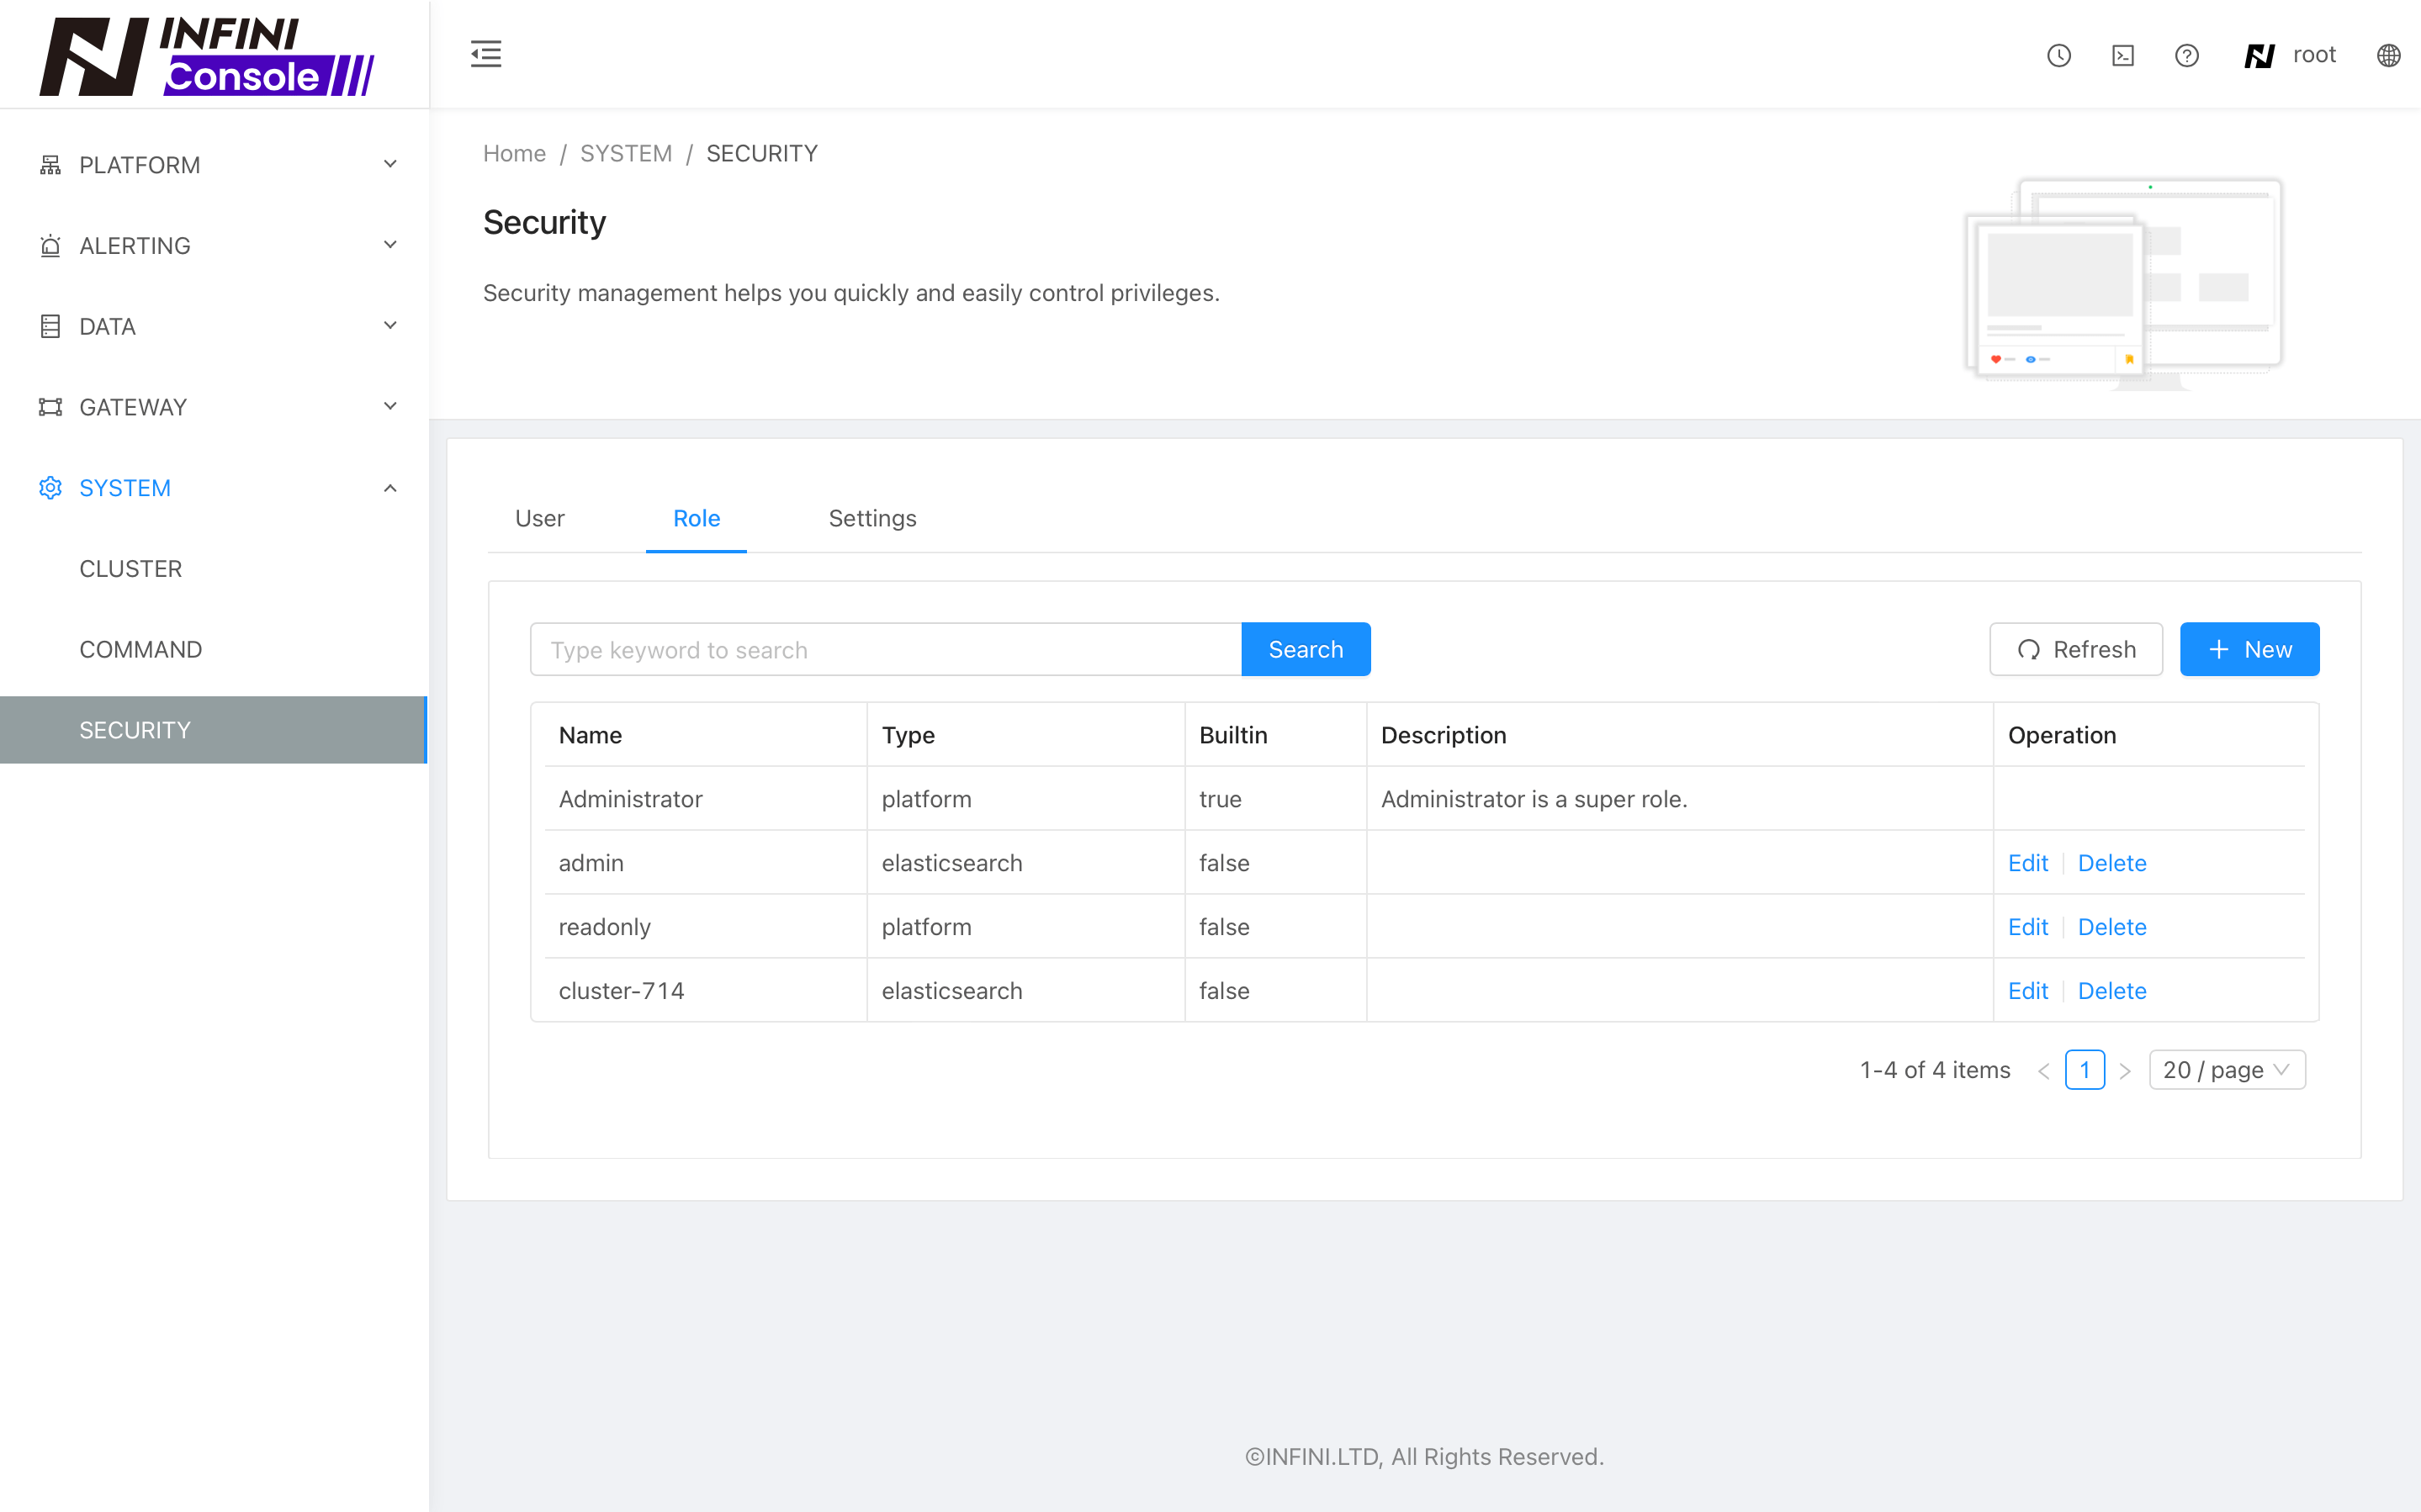 INFINI
Console
root
PLATFORM
ALERTING
DATA
GATEWAY
SYSTEM
CLUSTER
COMMAND
SECURITY
Home / SYSTEM / SECURITY
Security
Security management helps you quickly and easily control privileges.
User Role Settings
Type keyword to search Search Refresh New
Name Type Builtin Description Operation
Administrator platform true Administrator is a super role.
admin elasticsearch false Edit Delete
readonly platform false Edit Delete
cluster-714 elasticsearch false Edit Delete
1-4 of 4 items 1 20 / page
©INFINI.LTD, All Rights Reserved.